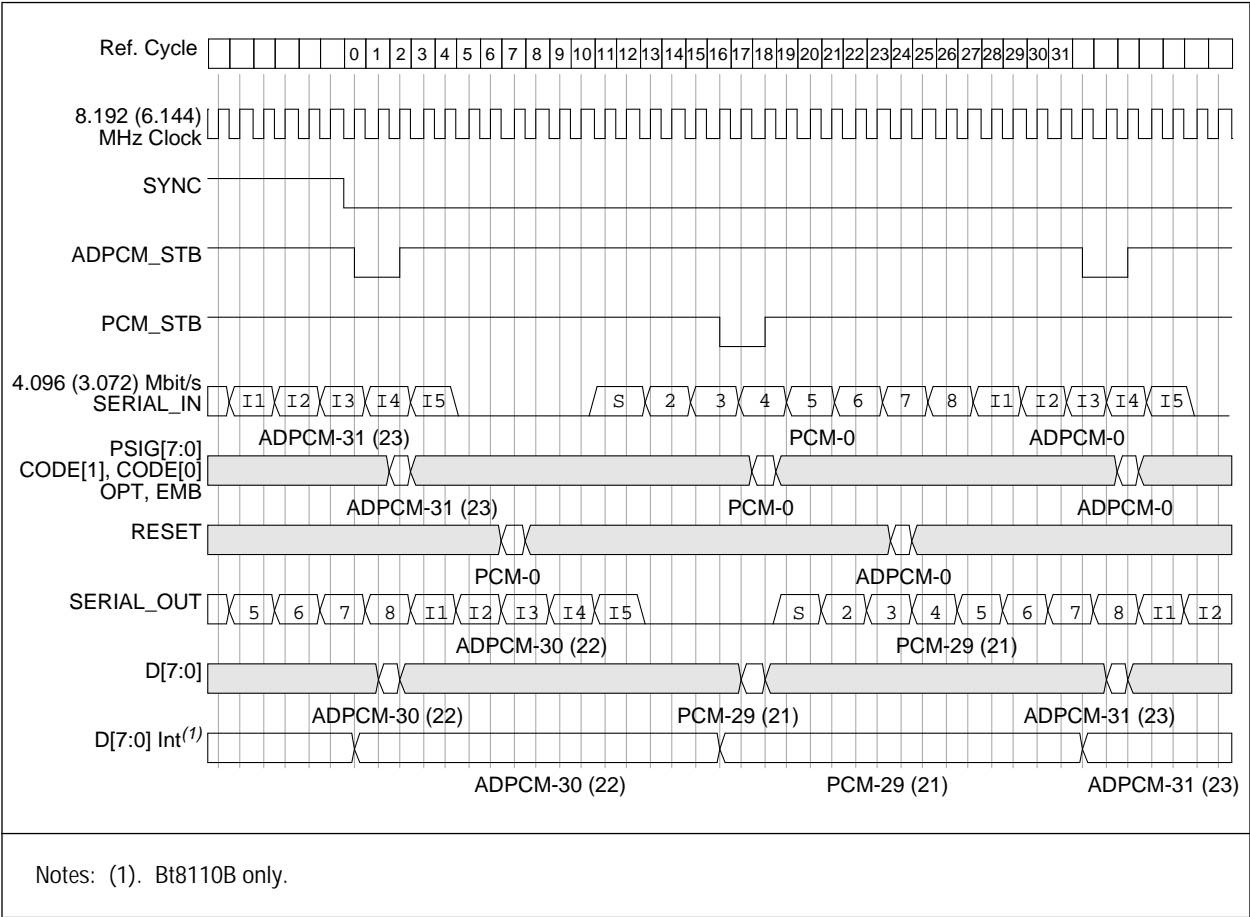 Ref. Cycle 0 1 2 3 4 5 6 7 8 9 10 11 12 13 14 15 16 17 18 19 20 21 22 23 24 25 26 27 28 29 30 31
8.192 (6.144)
MHz Clock
SYNC
ADPCM_STB
PCM_STB
4.096 (3.072) Mbit/s
SERIAL_IN I1 I2 I3 I4 I5 S 2 3 4 5 6 7 8 I1 I2 I3 I4 I5
ADPCM-31 (23) PCM-0 ADPCM-0
PSIG[7:0]
CODE[1], CODE[0]
OPT, EMB
ADPCM-31 (23) PCM-0 ADPCM-0
RESET
PCM-0 ADPCM-0
SERIAL_OUT 5 6 7 8 I1 I2 I3 I4 I5 S 2 3 4 5 6 7 8 I1 I2
ADPCM-30 (22) PCM-29 (21)
D[7:0]
ADPCM-30 (22) PCM-29 (21) ADPCM-31 (23)
D[7:0] Int(1)
ADPCM-30 (22) PCM-29 (21) ADPCM-31 (23)
Notes: (1). Bt8110B only.